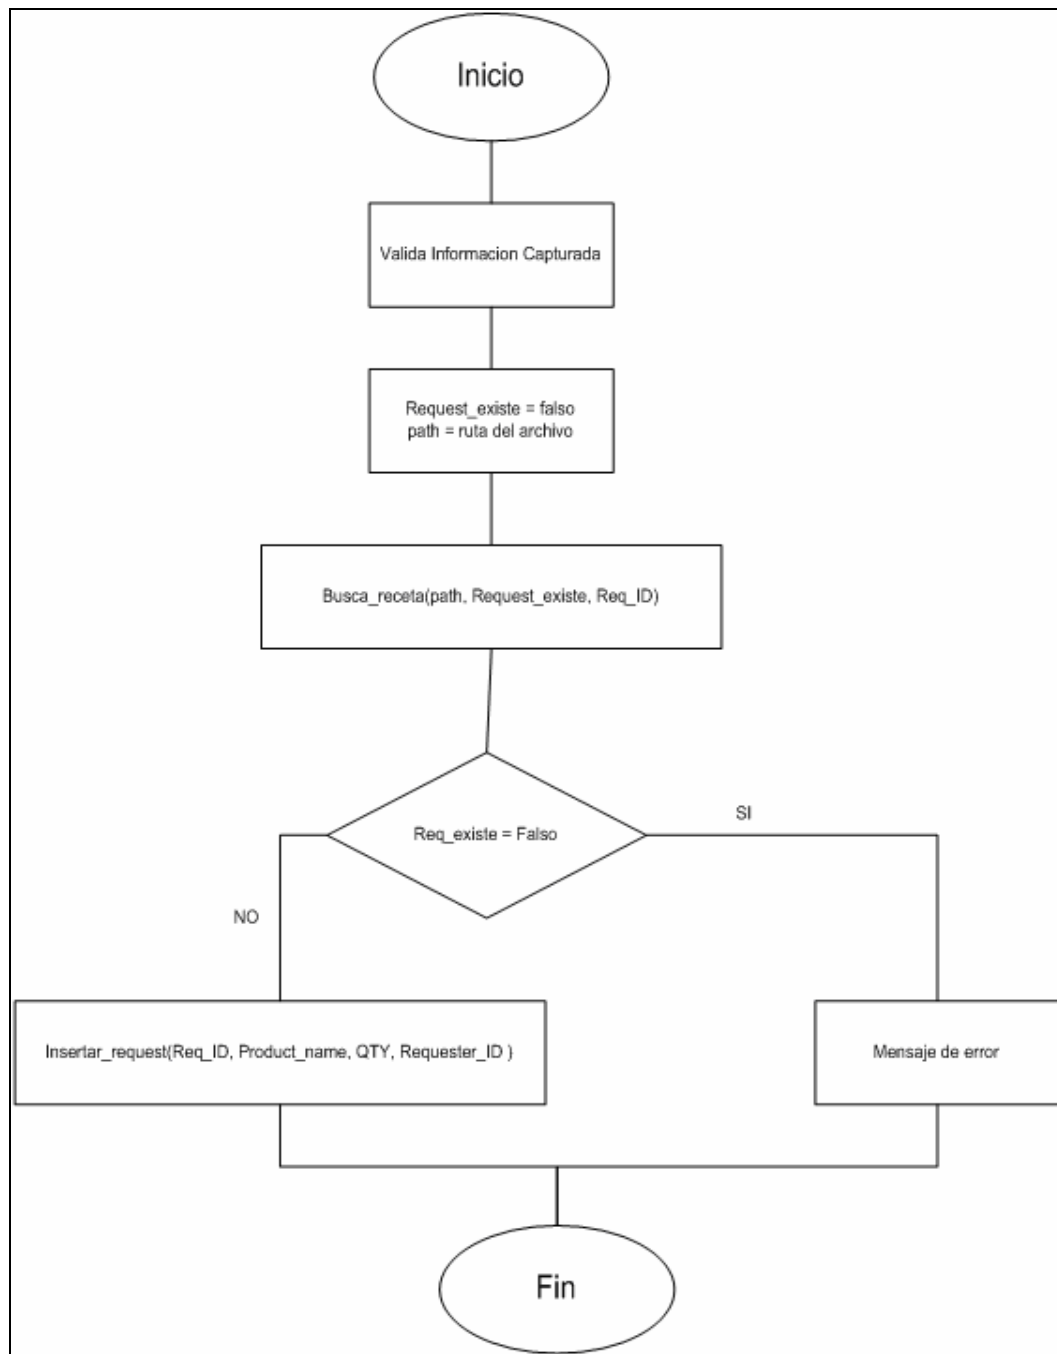 Inicio
Valida Informacion Capturada
Request_existe = falso
path = ruta del archivo
Busca_receta(path, Request_existe, Req_ID)
Req_existe = Falso
SI
NO
Insertar_request(Req_ID, Product_name, QTY, Requester_ID )
Mensaje de error
Fin